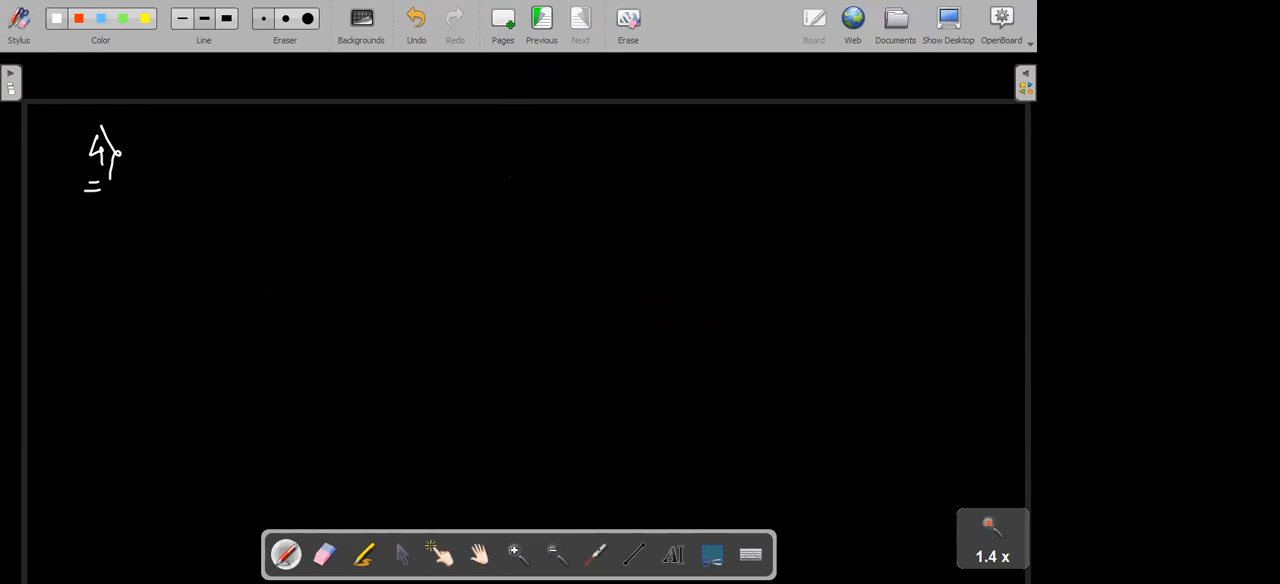 Stylus Color Line Eraser Backgrounds Undo Redo Pages Previous Next Erase Board Web Documents Show Desktop OpenBoard
4)
1.4 x